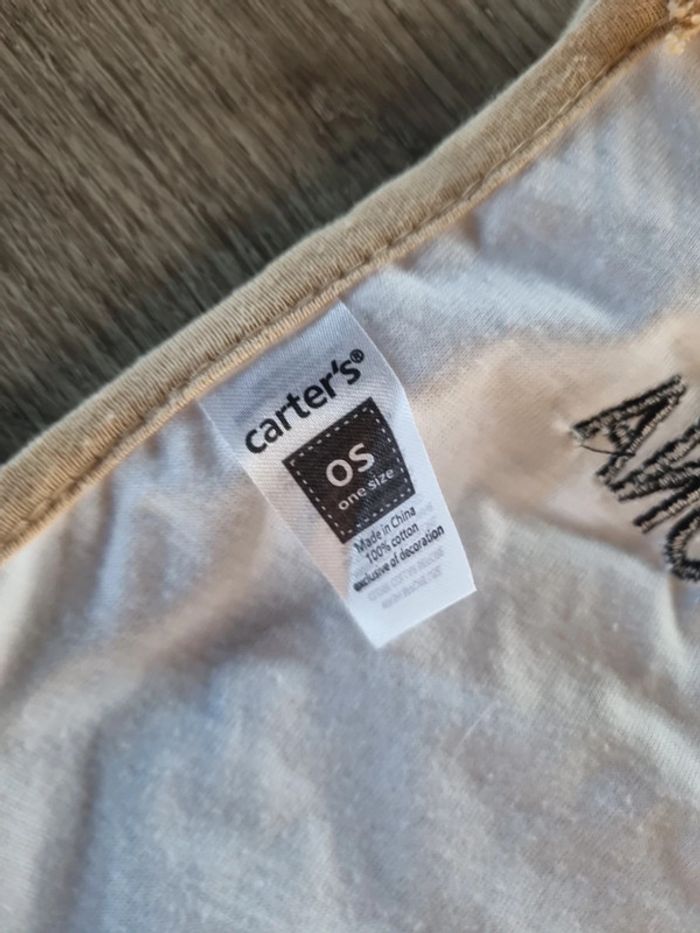 carter's®
OS
one size
Made in China
100% cotton
exclusive of decoration